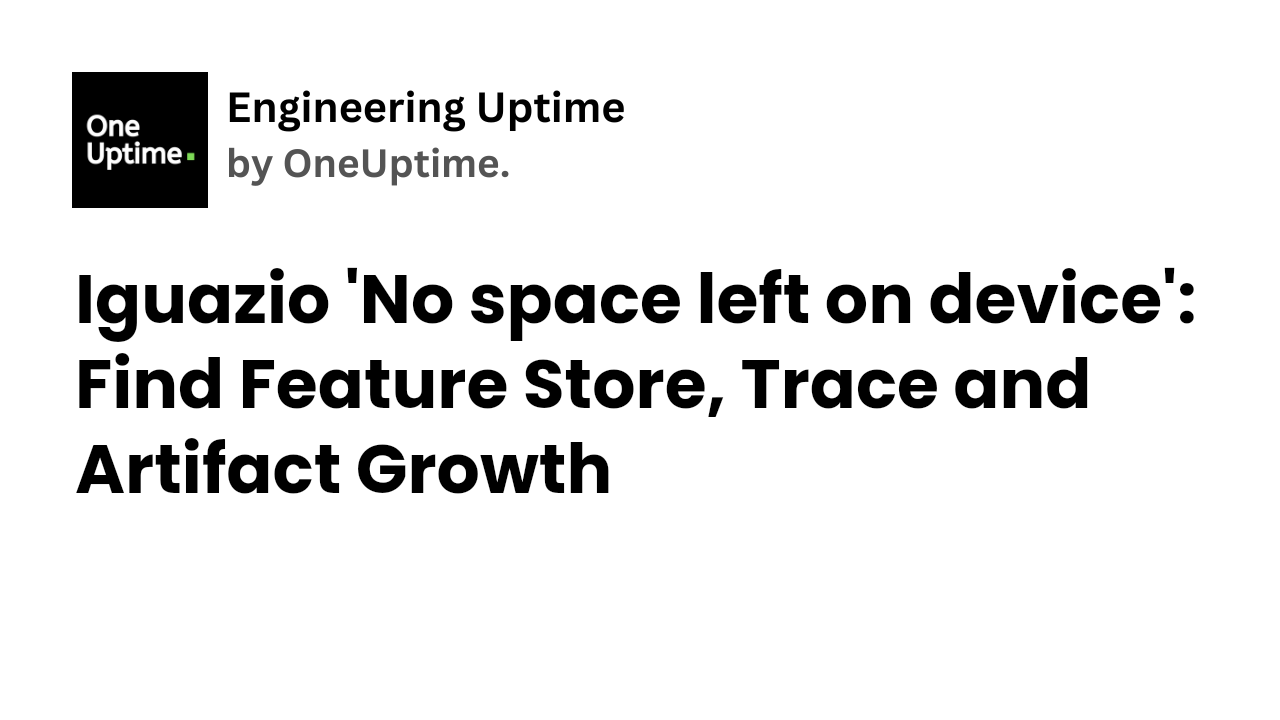 One
Uptime.
Engineering Uptime
by OneUptime.
Iguazio 'No space left on device':
Find Feature Store, Trace and
Artifact Growth